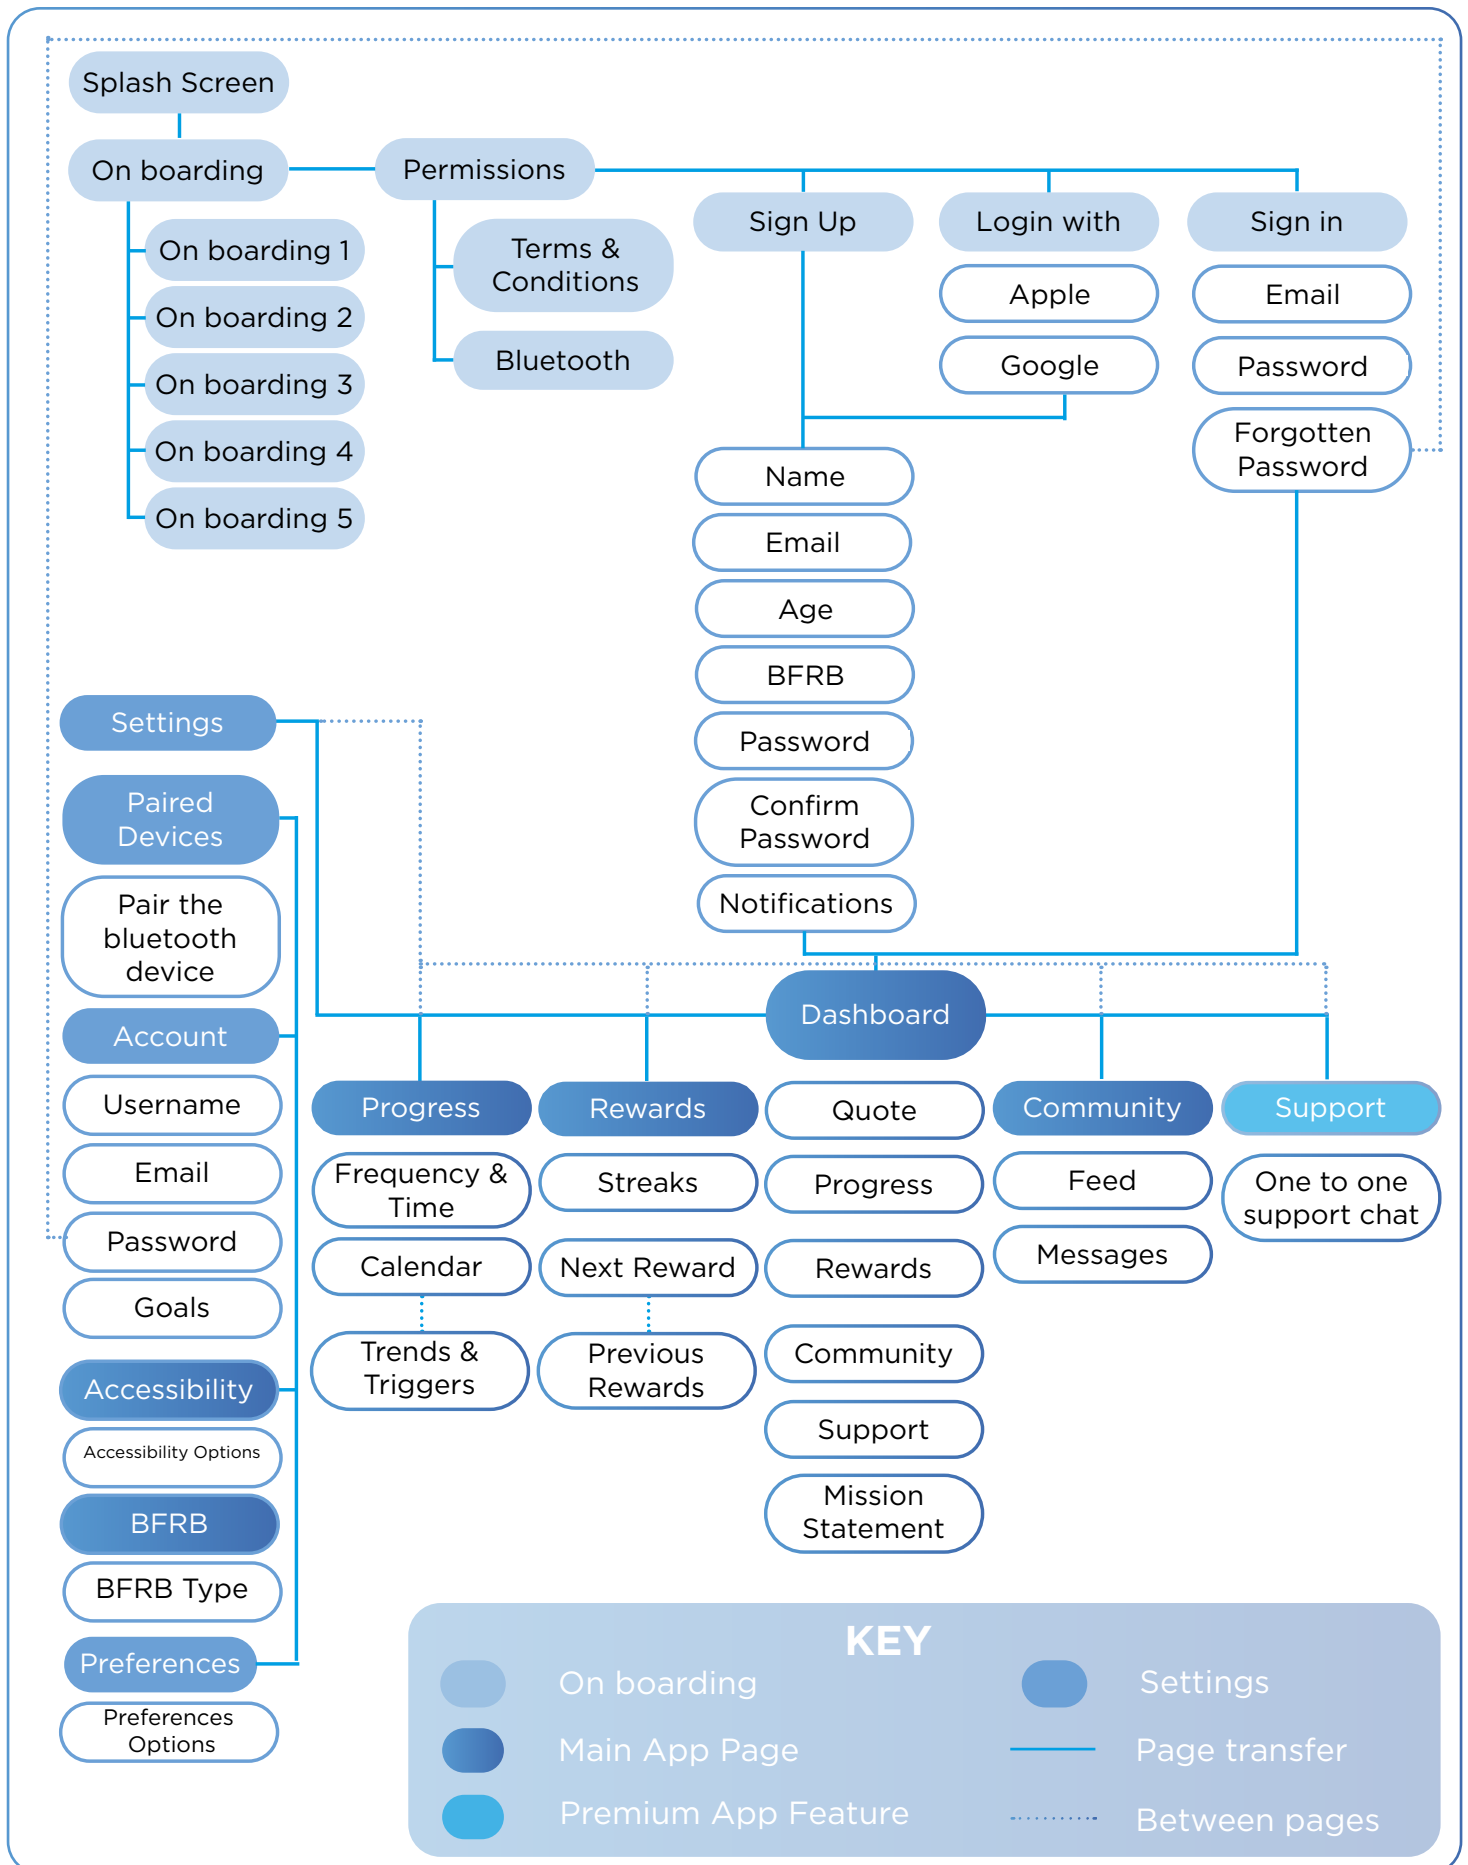 Splash Screen
On boarding
Permissions
On boarding 1
On boarding 2
On boarding 3
On boarding 4
On boarding 5
Terms &
Conditions
Bluetooth
Sign Up
Login with
Apple
Google
Sign in
Email
Password
Forgotten
Password
Name
Email
Age
BFRB
Password
Confirm
Password
Notifications
Settings
Paired
Devices
Pair the
bluetooth
device
Account
Username
Email
Password
Goals
Accessibility
Accessibility Options
BFRB
BFRB Type
Preferences
Preferences
Options
Dashboard
Progress
Frequency &
Time
Calendar
Trends &
Triggers
Rewards
Streaks
Next Reward
Previous
Rewards
Quote
Progress
Rewards
Community
Support
Mission
Statement
Community
Feed
Messages
Support
One to one
support chat
KEY
On boarding
Main App Page
Premium App Feature
Settings
Page transfer
Between pages